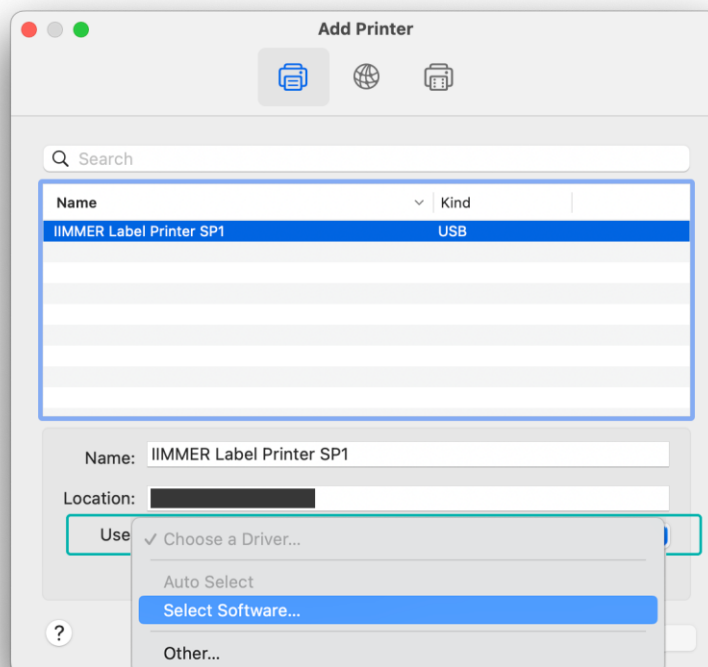 Add Printer
Search
Name Kind
IIMMER Label Printer SP1 USB
Name: IIMMER Label Printer SP1
Location:
Use
✓ Choose a Driver...
Auto Select
Select Software...
?
Other...